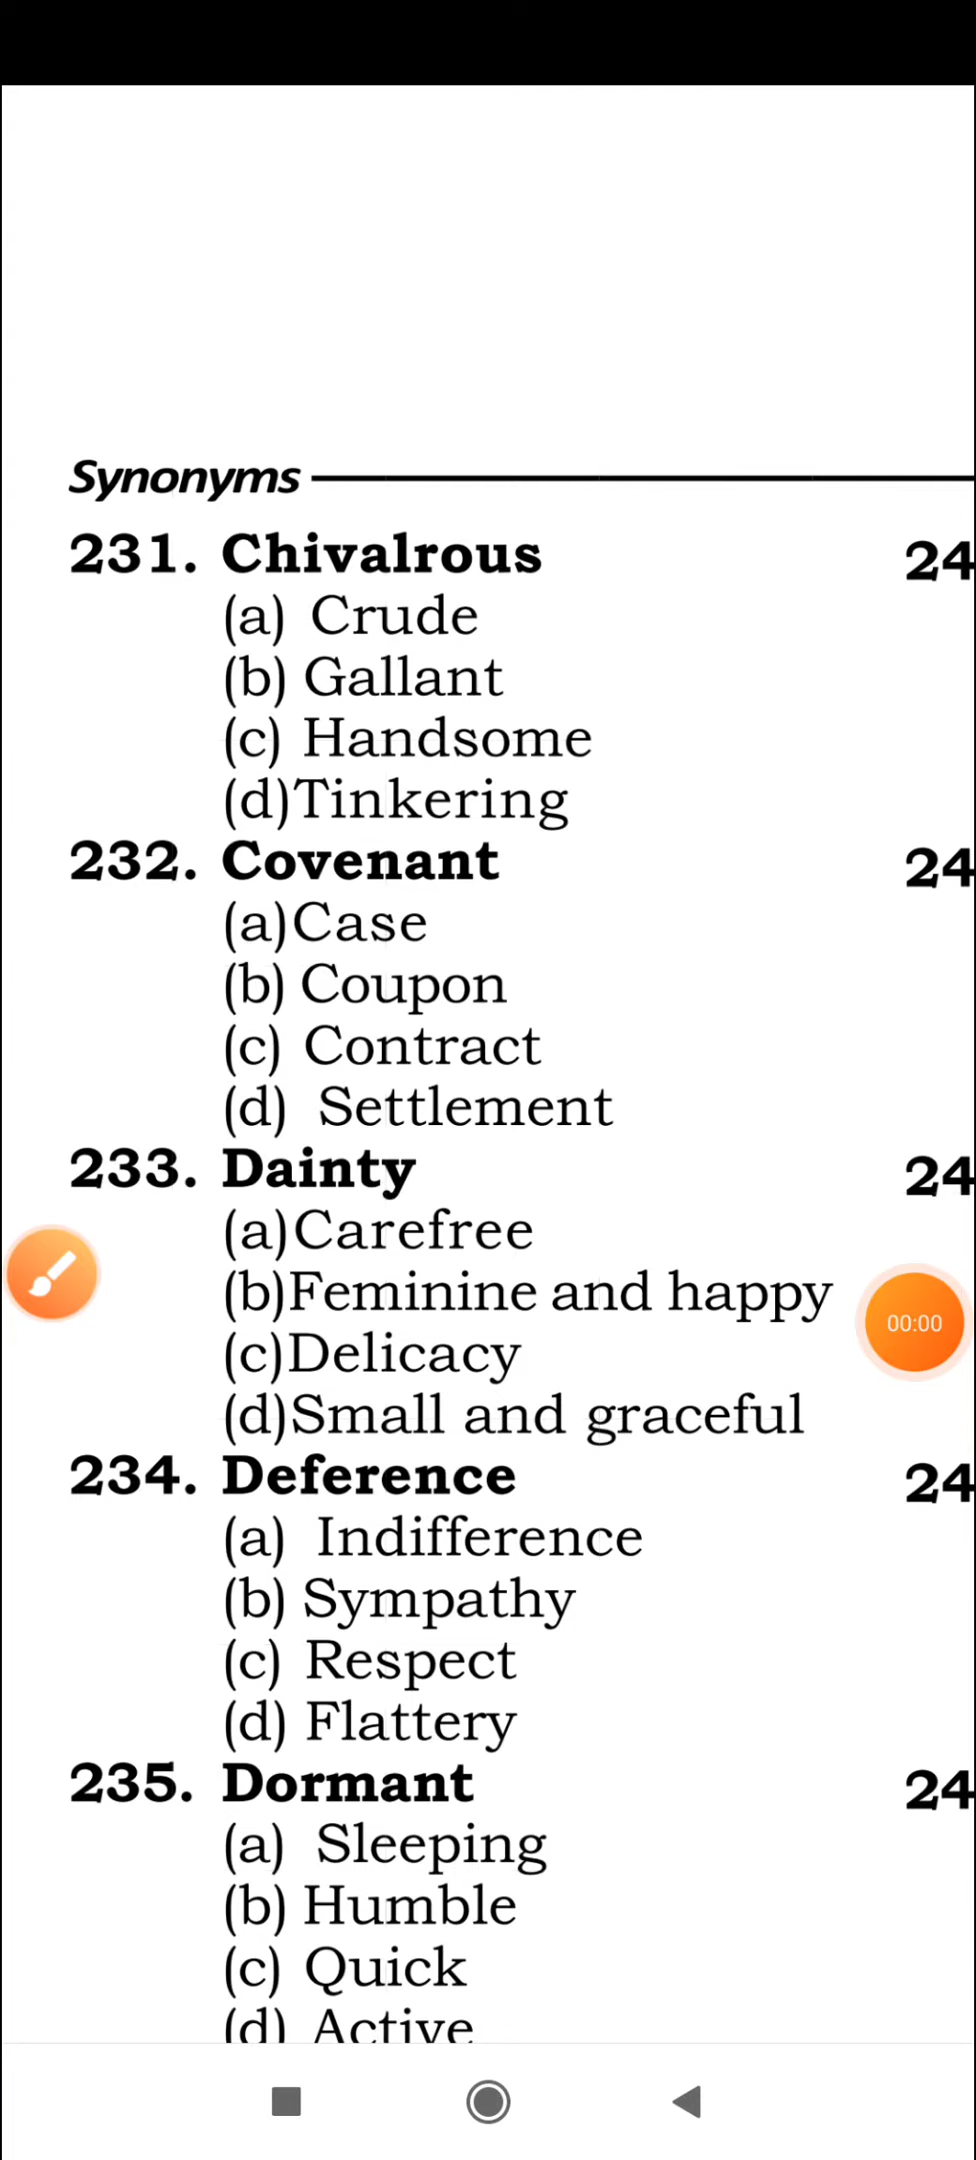 Synonyms
231. Chivalrous
(a) Crude
(b) Gallant
(c) Handsome
(d)Tinkering
232. Covenant
(a)Case
(b) Coupon
(c) Contract
(d) Settlement
233. Dainty
(a)Carefree
(b)Feminine and happy
(c)Delicacy
(d)Small and graceful
234. Deference
(a) Indifference
(b) Sympathy
(c) Respect
(d) Flattery
235. Dormant
(a) Sleeping
(b) Humble
(c) Quick
(d) Active
24
24
24
24
24
00:00